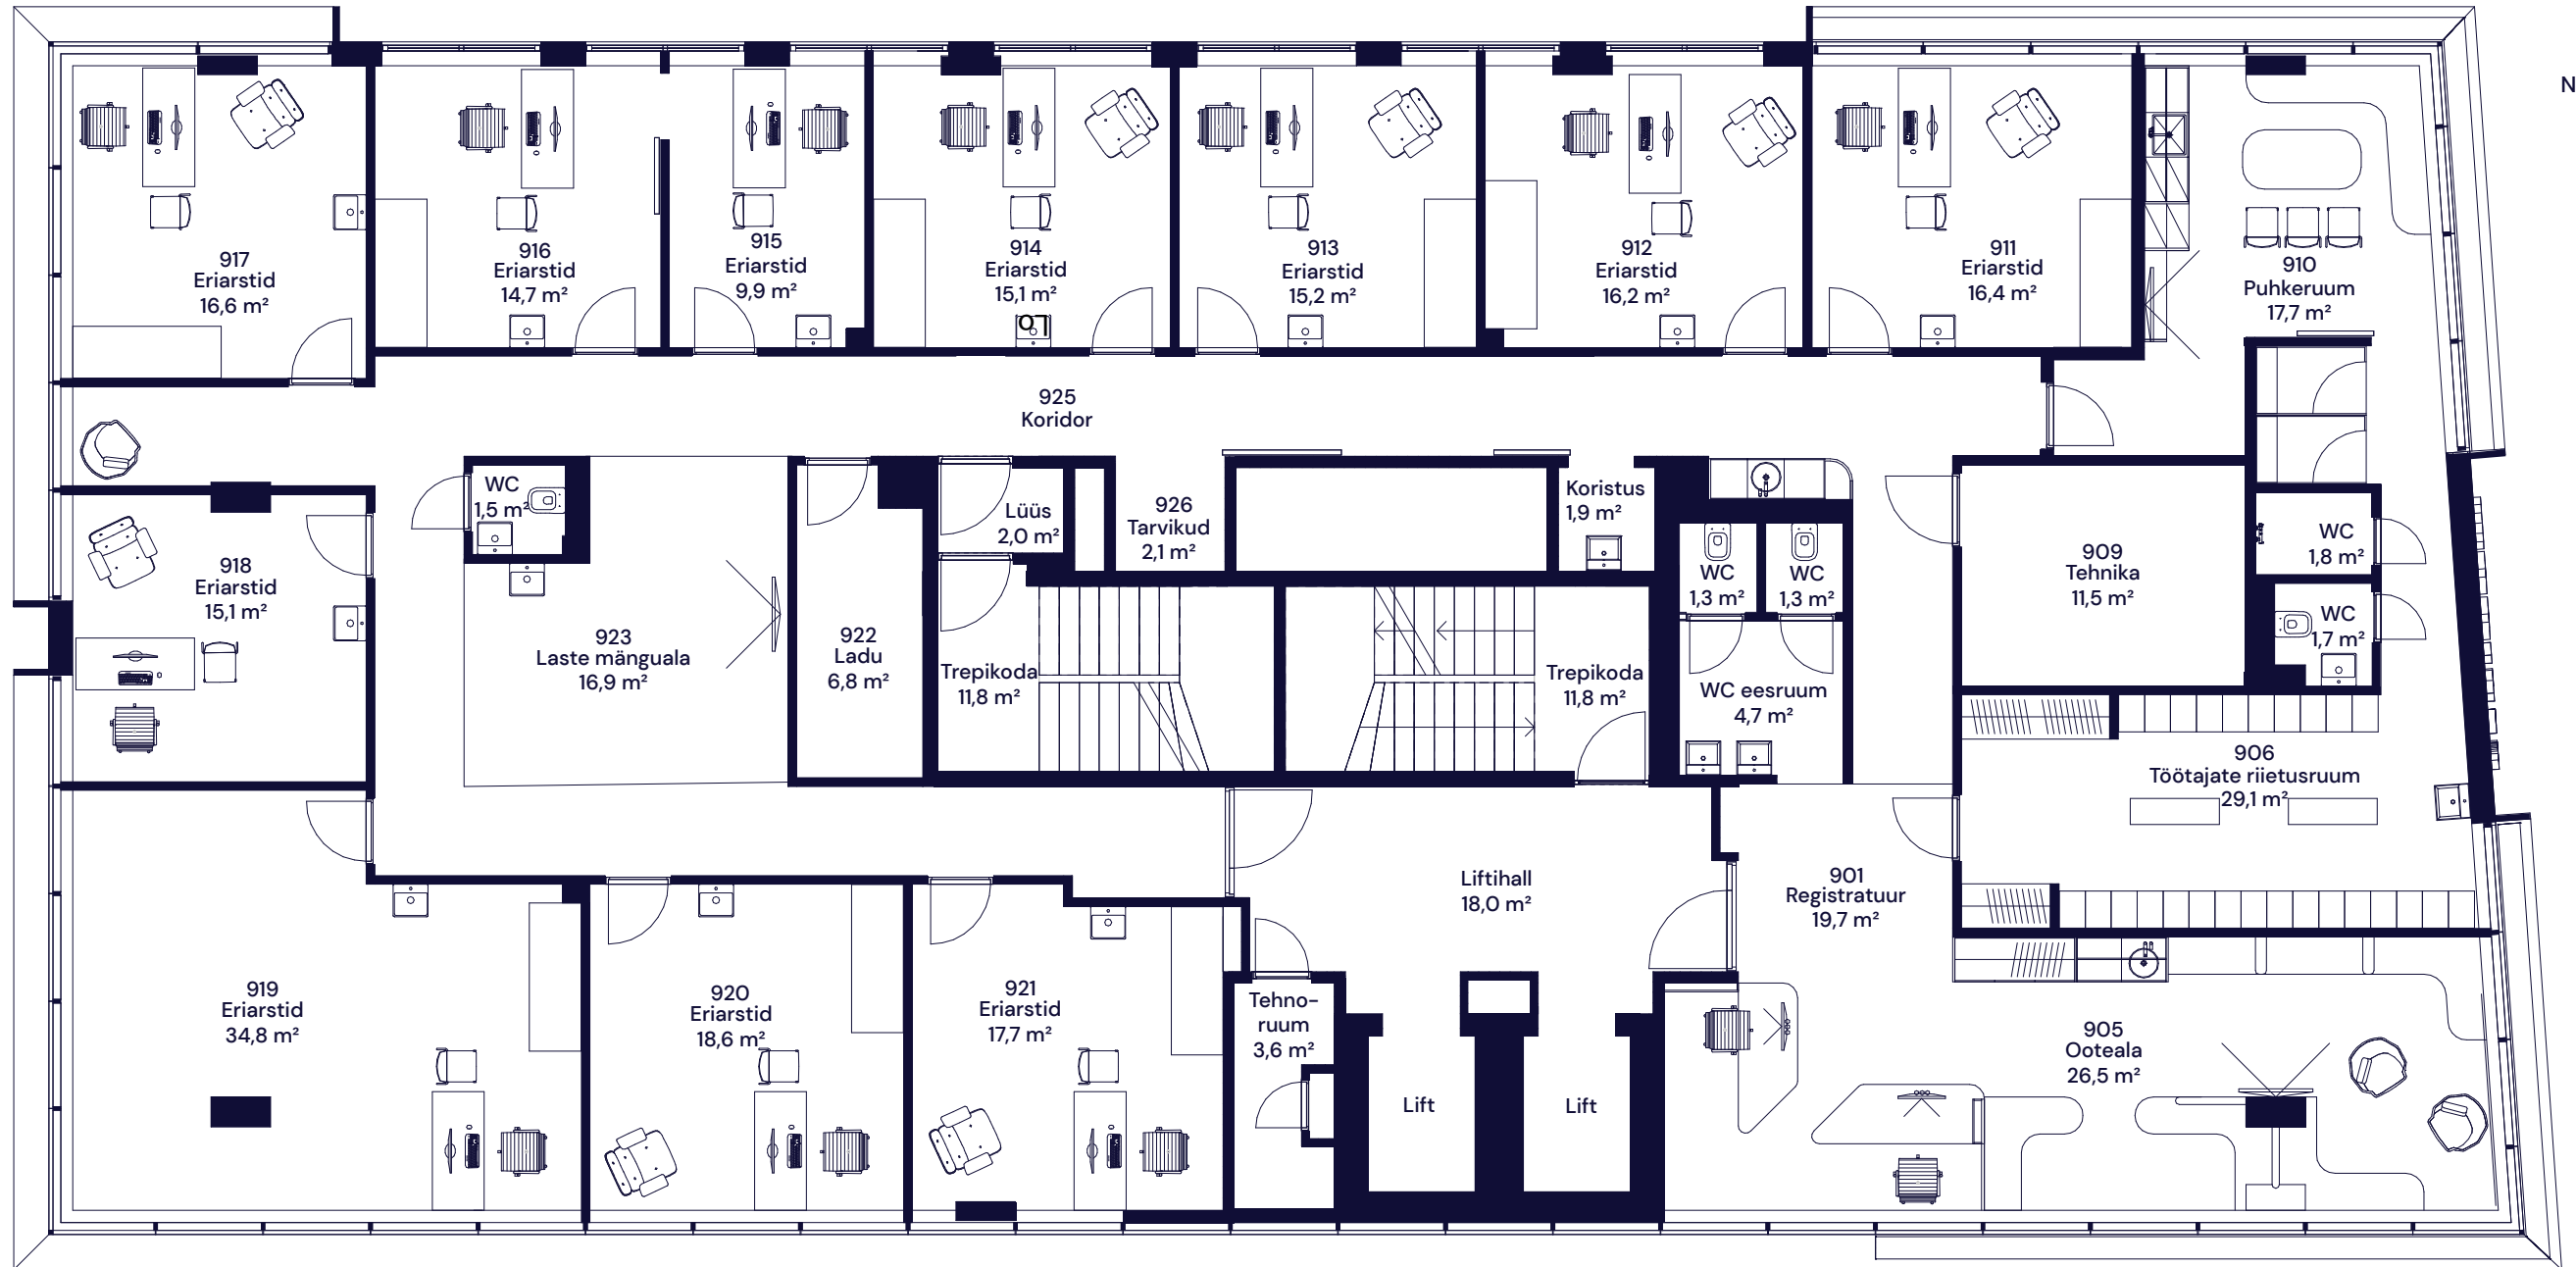 N
917
Eriarstid
16,6 m²
916
Eriarstid
14,7 m²
915
Eriarstid
9,9 m²
914
Eriarstid
15,1 m²
913
Eriarstid
15,2 m²
912
Eriarstid
16,2 m²
911
Eriarstid
16,4 m²
910
Puhkeruum
17,7 m²
925
Koridor
WC
1,5 m²
Lüüs
2,0 m²
926
Tarvikud
2,1 m²
Koristus
1,9 m²
WC
1,3 m²
WC
1,3 m²
909
Tehnika
11,5 m²
WC
1,8 m²
WC
1,7 m²
918
Eriarstid
15,1 m²
923
Laste mänguala
16,9 m²
922
Ladu
6,8 m²
Trepikoda
11,8 m²
Trepikoda
11,8 m²
WC eesruum
4,7 m²
906
Töötajate riietusruum
29,1 m²
Liftihall
18,0 m²
901
Registratuur
19,7 m²
919
Eriarstid
34,8 m²
920
Eriarstid
18,6 m²
921
Eriarstid
17,7 m²
Tehno-
ruum
3,6 m²
Lift
Lift
905
Ooteala
26,5 m²